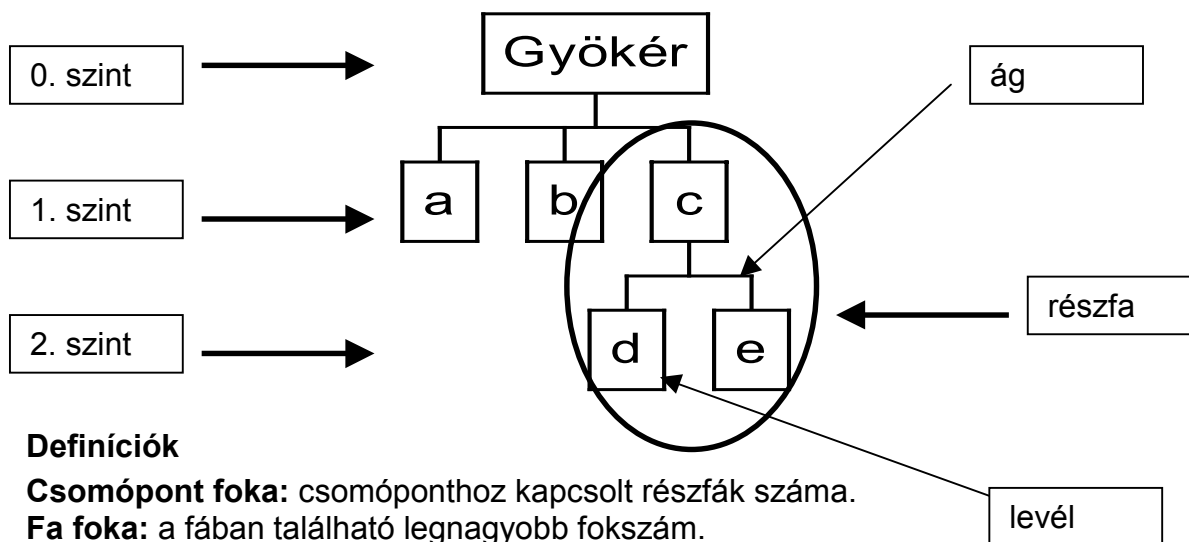 Gyökér
0. szint
ág
1. szint
a
b
c
részfa
2. szint
d
e
Definíciók
Csomópont foka: csomóponthoz kapcsolt részfák száma.
Fa foka: a fában található legnagyobb fokszám.
levél